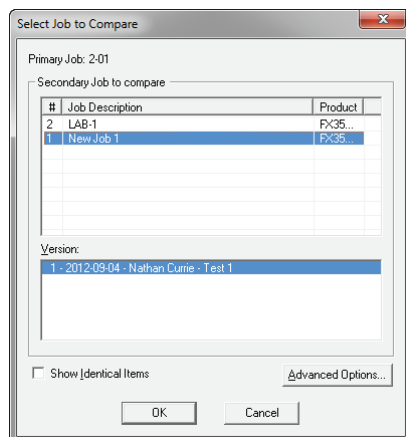 Select Job to Compare
Primary Job: 2-01
Secondary Job to compare
# Job Description Product
2 LAB-1 FX35...
1 New Job 1 FX35...
Version:
1 - 2012-09-04 - Nathan Currie - Test 1
Show Identical Items
Advanced Options...
OK Cancel